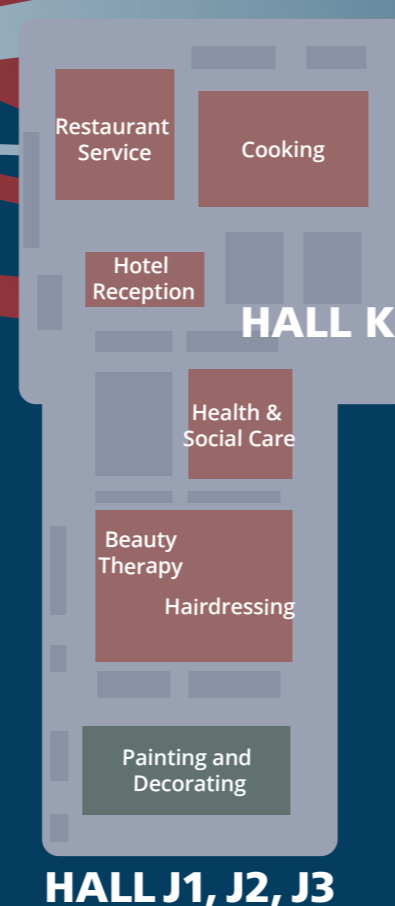 Restaurant
Service
Cooking
Hotel
Reception
HALL K
Health &
Social Care
Beauty
Therapy
Hairdressing
Painting and
Decorating
HALL J1, J2, J3